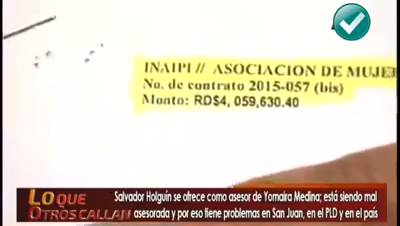 INAIPI // ASOCIACION DE MUJE
No. de contrato 2015-057 (bis)
Monto: RD$4, 059,630.40
LO QUE OTROS CALLAN
Salvador Holguín se ofrece como asesor de Yomaira Medina; está siendo mal
asesorada y por eso tiene problemas en San Juan, en el PLD y en el país